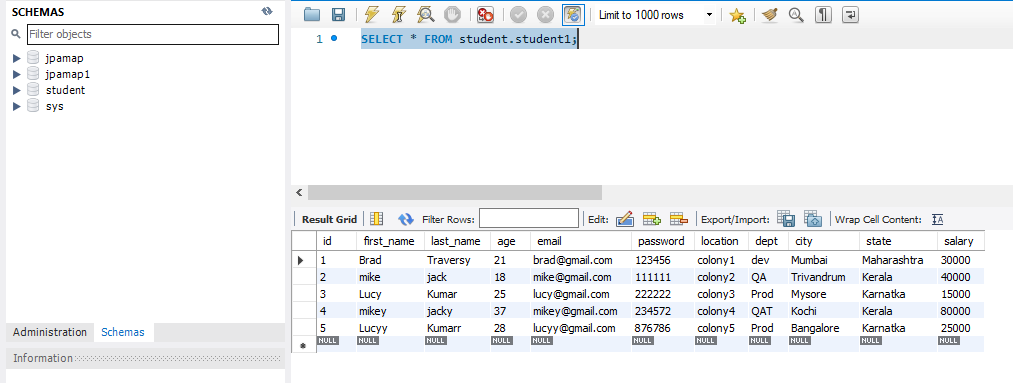 SCHEMAS
Filter objects
jpamap
jpamap1
student
sys
Administration Schemas
Information
Limit to 1000 rows
1 SELECT * FROM student.student1;
Result Grid Filter Rows: Edit: Export/Import: Wrap Cell Content:
id first_name last_name age email password location dept city state salary
1 Brad Traversy 21 brad@gmail.com 123456 colony1 dev Mumbai Maharashtra 30000
2 mike jack 18 mike@gmail.com 111111 colony2 QA Trivandrum Kerala 40000
3 Lucy Kumar 25 lucy@gmail.com 222222 colony3 Prod Mysore Karnatka 15000
4 mikey jacky 37 mikey@gmail.com 234572 colony4 QAT Kochi Kerala 80000
5 Lucyy Kumarr 28 lucyy@gmail.com 876786 colony5 Prod Bangalore Karnatka 25000
NULL NULL NULL NULL NULL NULL NULL NULL NULL NULL NULL